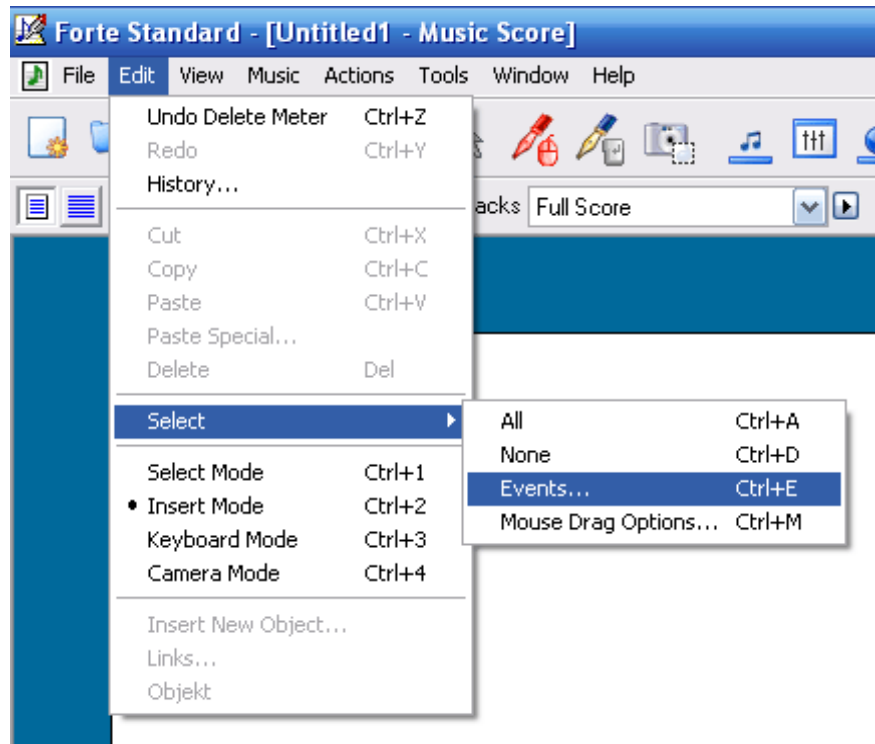 Forte Standard - [Untitled1 - Music Score]
File Edit View Music Actions Tools Window Help
acks Full Score
Undo Delete Meter Ctrl+Z
Redo Ctrl+Y
History...
Cut Ctrl+X
Copy Ctrl+C
Paste Ctrl+V
Paste Special...
Delete Del
Select
Select Mode Ctrl+1
Insert Mode Ctrl+2
Keyboard Mode Ctrl+3
Camera Mode Ctrl+4
Insert New Object...
Links...
Objekt
All Ctrl+A
None Ctrl+D
Events... Ctrl+E
Mouse Drag Options... Ctrl+M